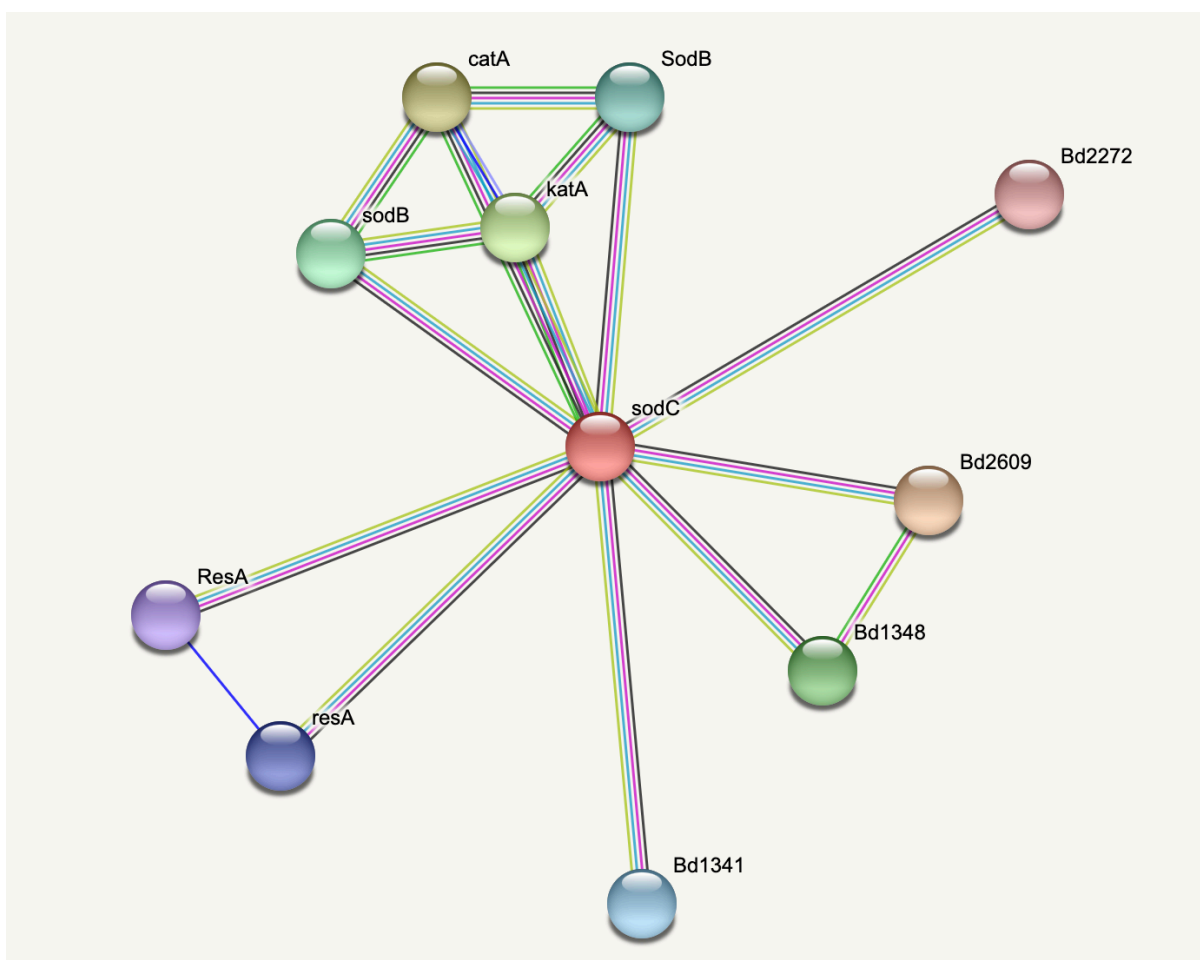 catA
SodB
Bd2272
katA
sodB
sodC
Bd2609
ResA
Bd1348
resA
Bd1341